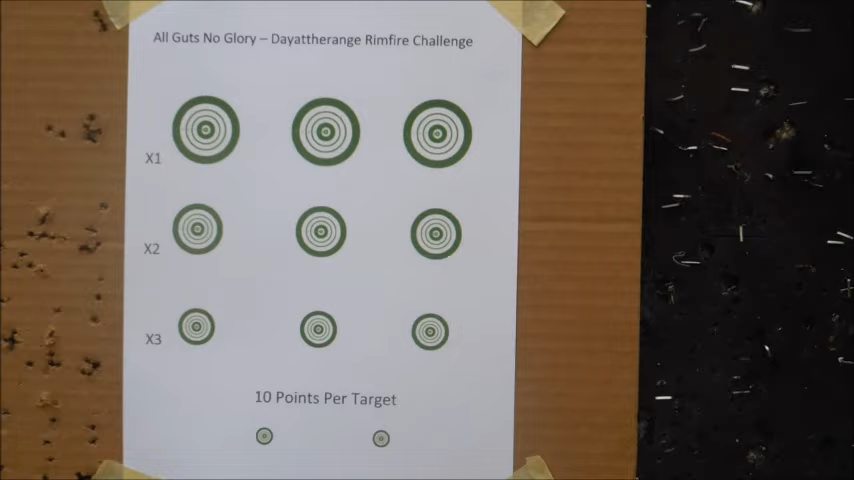 All Guts No Glory – Dayattherange Rimfire Challenge
X1
X2
X3
10 Points Per Target